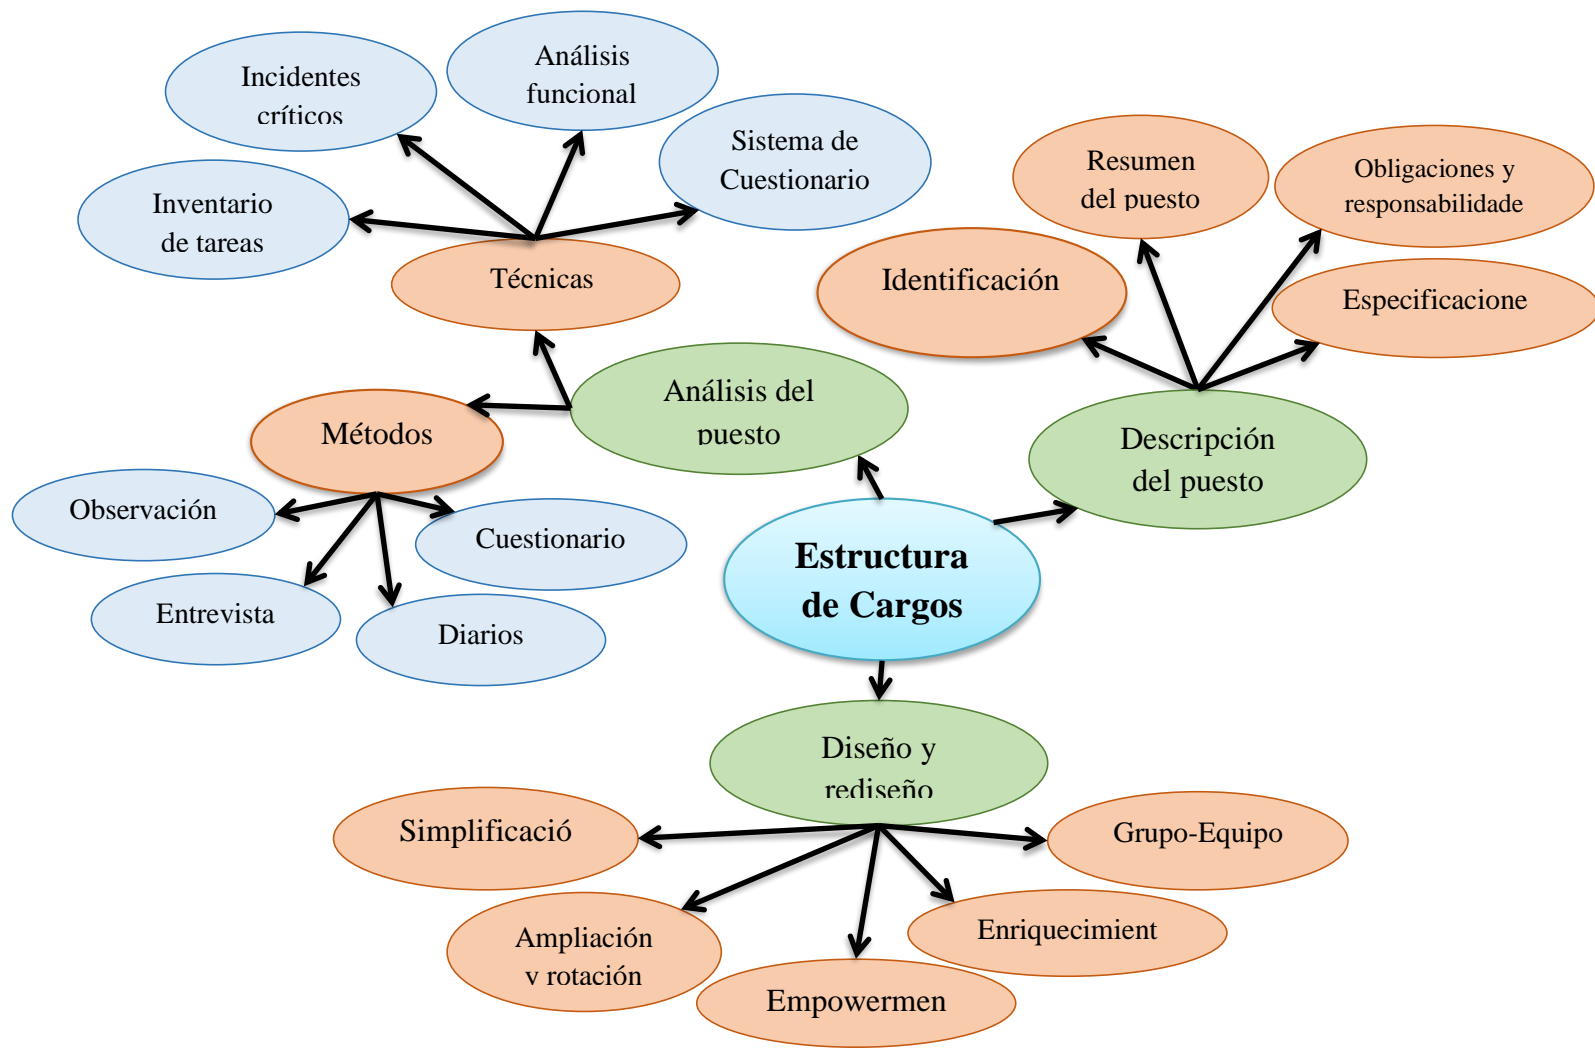 Incidentes
críticos
Análisis
funcional
Sistema de
Cuestionario
Inventario
de tareas
Técnicas
Resumen
del puesto
Obligaciones y
responsabilidade
Identificación
Especificacione
Análisis del
puesto
Métodos
Descripción
del puesto
Observación
Cuestionario
Entrevista
Diarios
Estructura
de Cargos
Diseño y
rediseño
Simplificació
Grupo-Equipo
Ampliación
y rotación
Enriquecimient
Empowermen